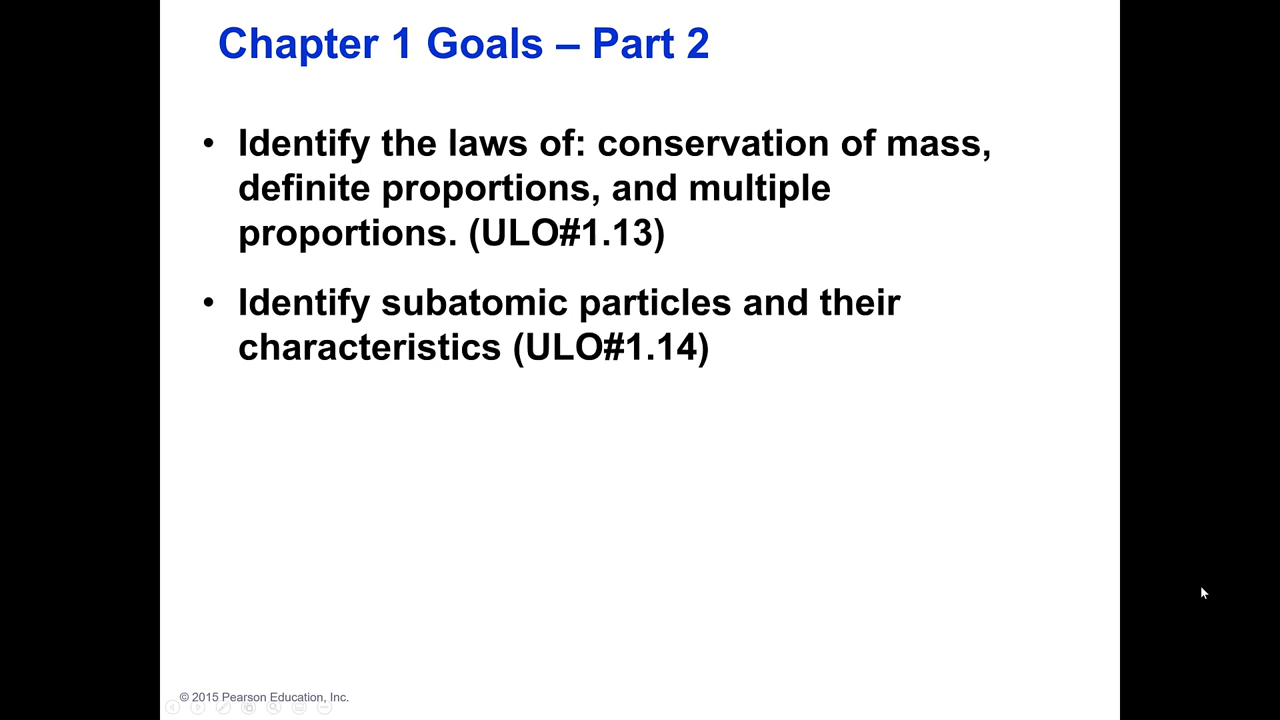 Chapter 1 Goals – Part 2
• Identify the laws of: conservation of mass,
definite proportions, and multiple
proportions. (ULO#1.13)
• Identify subatomic particles and their
characteristics (ULO#1.14)
© 2015 Pearson Education, Inc.